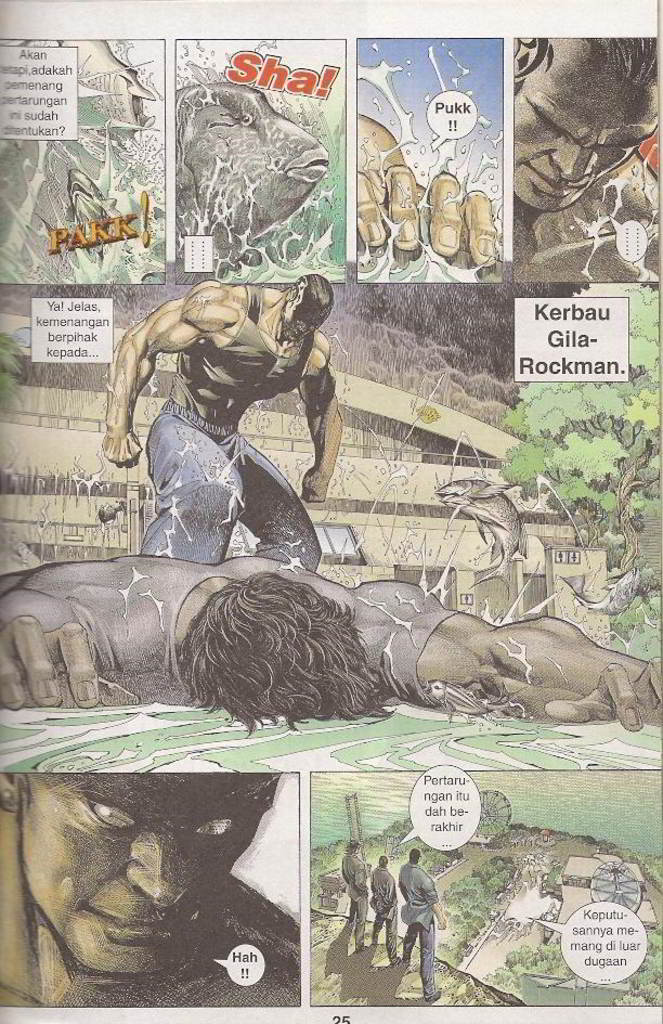 Akan
tetapi,adakah
pemenang
pertarungan
ini sudah
ditentukan?
PAKK!
Sha!
Pukk
!!
Ya! Jelas,
kemenangan
berpihak
kepada...
Kerbau
Gila-
Rockman.
Hah
!!
Pertaru-
ngan itu
dah be-
rakhir
...
Keputu-
sannya me-
mang di luar
dugaan
...
25